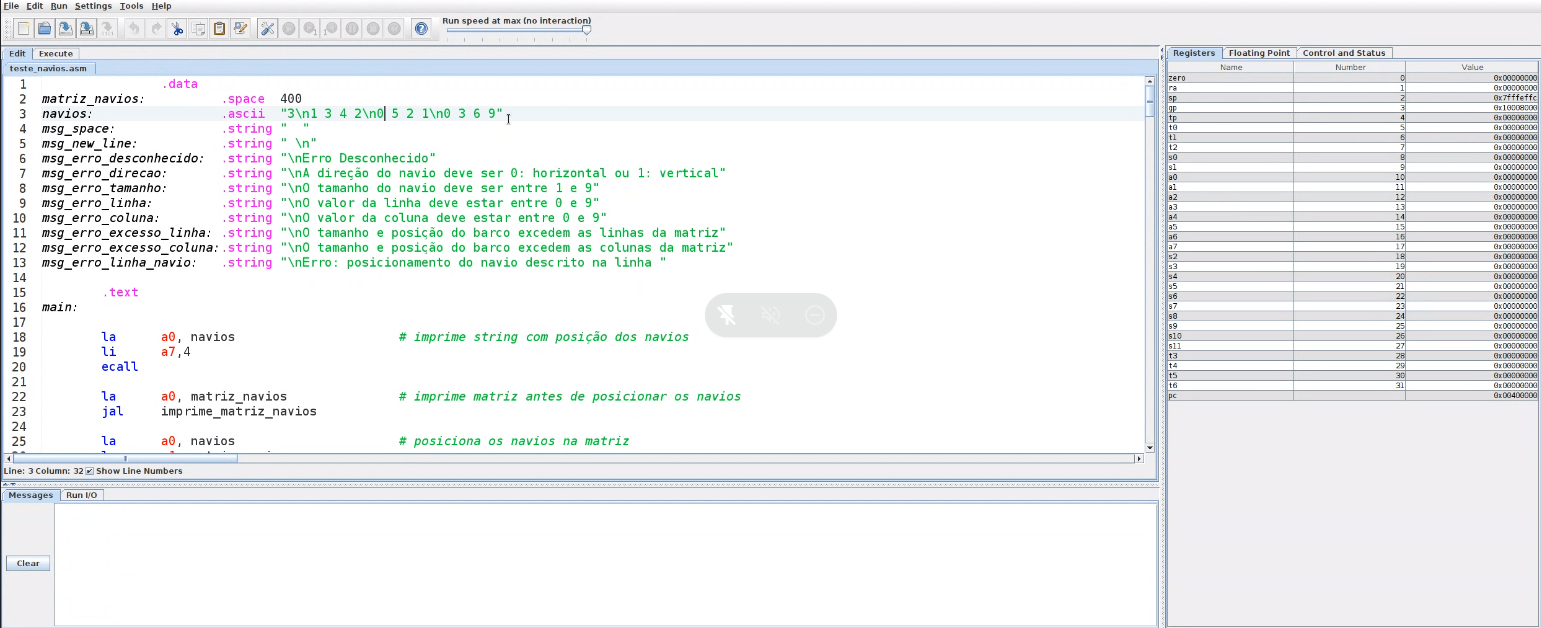 File Edit Run Settings Tools Help
Run speed at max (no interaction)
Edit Execute
teste_navios.asm
1 .data
2 matriz_navios: .space 400
3 navios: .ascii "3\n1 3 4 2\n0 5 2 1\n0 3 6 9"
4 msg_space: .string " "
5 msg_new_line: .string " \n"
6 msg_erro_desconhecido: .string "\nErro Desconhecido"
7 msg_erro_direcao: .string "\nA direção do navio deve ser 0: horizontal ou 1: vertical"
8 msg_erro_tamanho: .string "\nO tamanho do navio deve ser entre 1 e 9"
9 msg_erro_linha: .string "\nO valor da linha deve estar entre 0 e 9"
10 msg_erro_coluna: .string "\nO valor da coluna deve estar entre 0 e 9"
11 msg_erro_excesso_linha: .string "\nO tamanho e posição do barco excedem as linhas da matriz"
12 msg_erro_excesso_coluna: .string "\nO tamanho e posição do barco excedem as colunas da matriz"
13 msg_erro_linha_navio: .string "\nErro: posicionamento do navio descrito na linha "
14
15 .text
16 main:
17
18 la a0, navios # imprime string com posição dos navios
19 li a7,4
20 ecall
21
22 la a0, matriz_navios # imprime matriz antes de posicionar os navios
23 jal imprime_matriz_navios
24
25 la a0, navios # posiciona os navios na matriz
Line: 3 Column: 32 Show Line Numbers
Messages Run I/O
Clear
Registers Floating Point Control and Status
Name Number Value
zero 0 0x00000000
ra 1 0x00000000
sp 2 0x7fffeffc
gp 3 0x10008000
tp 4 0x00000000
t0 5 0x00000000
t1 6 0x00000000
t2 7 0x00000000
s0 8 0x00000000
s1 9 0x00000000
a0 10 0x00000000
a1 11 0x00000000
a2 12 0x00000000
a3 13 0x00000000
a4 14 0x00000000
a5 15 0x00000000
a6 16 0x00000000
a7 17 0x00000000
s2 18 0x00000000
s3 19 0x00000000
s4 20 0x00000000
s5 21 0x00000000
s6 22 0x00000000
s7 23 0x00000000
s8 24 0x00000000
s9 25 0x00000000
s10 26 0x00000000
s11 27 0x00000000
t3 28 0x00000000
t4 29 0x00000000
t5 30 0x00000000
t6 31 0x00000000
pc 0x00400000